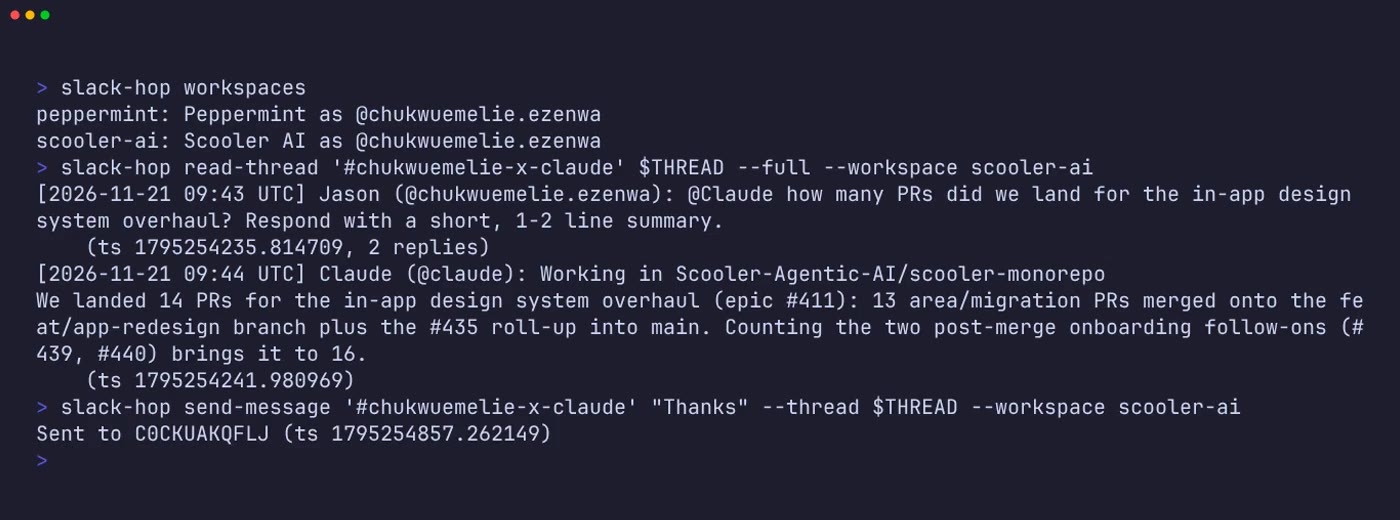 > slack-hop workspaces
peppermint: Peppermint as @chukwuemelie.ezenwa
scooler-ai: Scooler AI as @chukwuemelie.ezenwa
> slack-hop read-thread '#chukwuemelie-x-claude' $THREAD --full --workspace scooler-ai
[2026-11-21 09:43 UTC] Jason (@chukwuemelie.ezenwa): @Claude how many PRs did we land for the in-app design
system overhaul? Respond with a short, 1-2 line summary.
    (ts 1795254235.814709, 2 replies)
[2026-11-21 09:44 UTC] Claude (@claude): Working in Scooler-Agentic-AI/scooler-monorepo
We landed 14 PRs for the in-app design system overhaul (epic #411): 13 area/migration PRs merged onto the fe
at/app-redesign branch plus the #435 roll-up into main. Counting the two post-merge onboarding follow-ons (#
439, #440) brings it to 16.
    (ts 1795254241.980969)
> slack-hop send-message '#chukwuemelie-x-claude' "Thanks" --thread $THREAD --workspace scooler-ai
Sent to C0CKUAKQFLJ (ts 1795254857.262149)
>